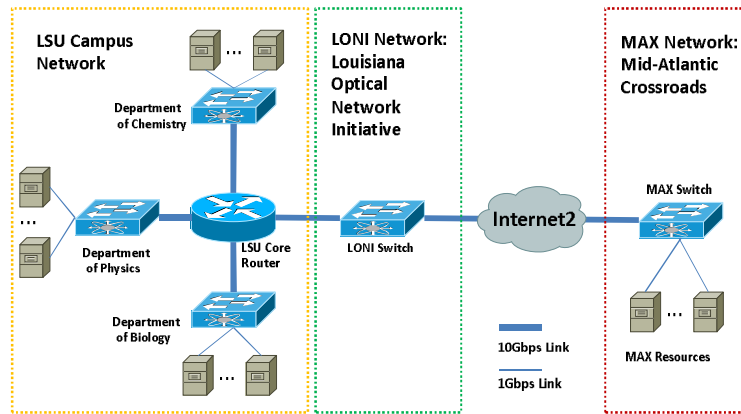 LSU Campus
Network
...
Department
of Chemistry
...
Department
of Physics
LSU Core
Router
Department
of Biology
...
LONI Network:
Louisiana
Optical
Network
Initiative
LONI Switch
Internet2
10Gbps Link
1Gbps Link
MAX Network:
Mid-Atlantic
Crossroads
MAX Switch
...
MAX Resources